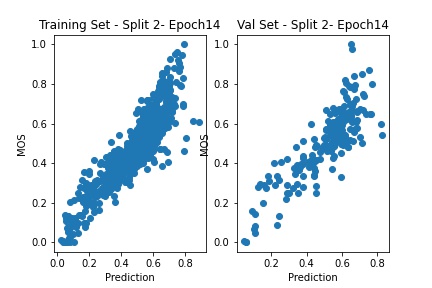 Training Set - Split 2- Epoch14
Val Set - Split 2- Epoch14
1.0
0.8
0.6
0.4
0.2
0.0
MOS
0.0 0.2 0.4 0.6 0.8
Prediction
1.0
0.8
0.6
0.4
0.2
0.0
MOS
0.2 0.4 0.6 0.8
Prediction